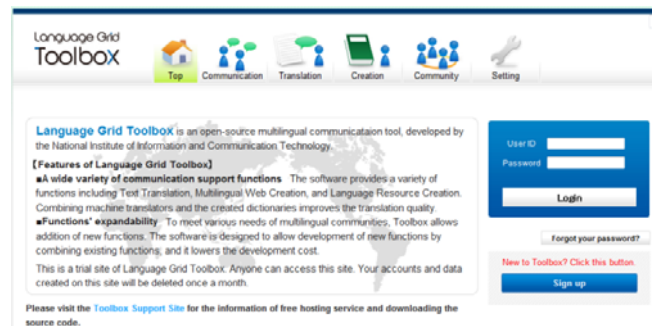 Language Grid
Toolbox
Top
Communication
Translation
Creation
Community
Setting
Language Grid Toolbox is an open-source multilingual communicataion tool, developed by
the National Institute of Information and Communication Technology.
【Features of Language Grid Toolbox】
■A wide variety of communication support functions The software provides a variety of
functions including Text Translation, Multilingual Web Creation, and Language Resource Creation.
Combining machine translators and the created dictionaries improves the translation quality.
■Functions' expandability To meet various needs of multilingual communities, Toolbox allows
addition of new functions. The software is designed to allow development of new functions by
combining existing functions, and it lowers the development cost.
This is a trial site of Language Grid Toolbox. Anyone can access this site. Your accounts and data
created on this site will be deleted once a month.
Please visit the Toolbox Support Site for the information of free hosting service and downloading the
source code.
User ID
Password
Login
Forgot your password?
New to Toolbox? Click this button.
Sign up